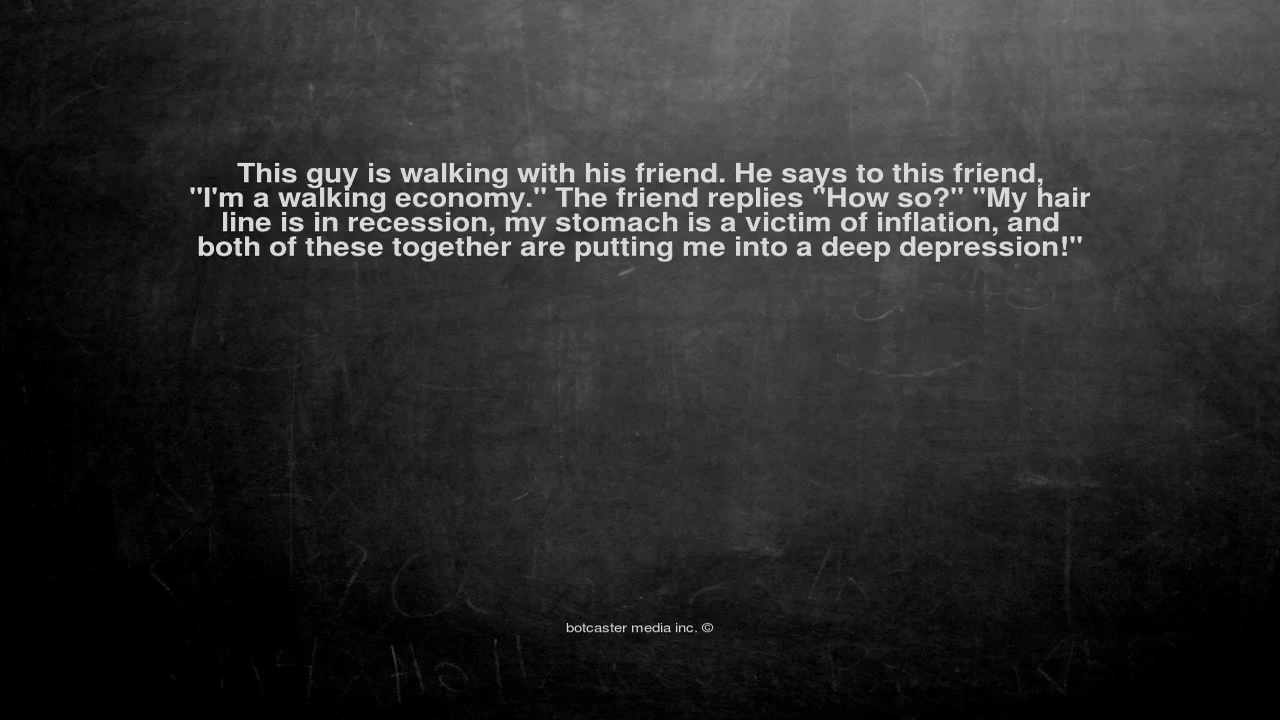 This guy is walking with his friend. He says to this friend,
"I'm a walking economy." The friend replies "How so?" "My hair
line is in recession, my stomach is a victim of inflation, and
both of these together are putting me into a deep depression!"
botcaster media inc. ©